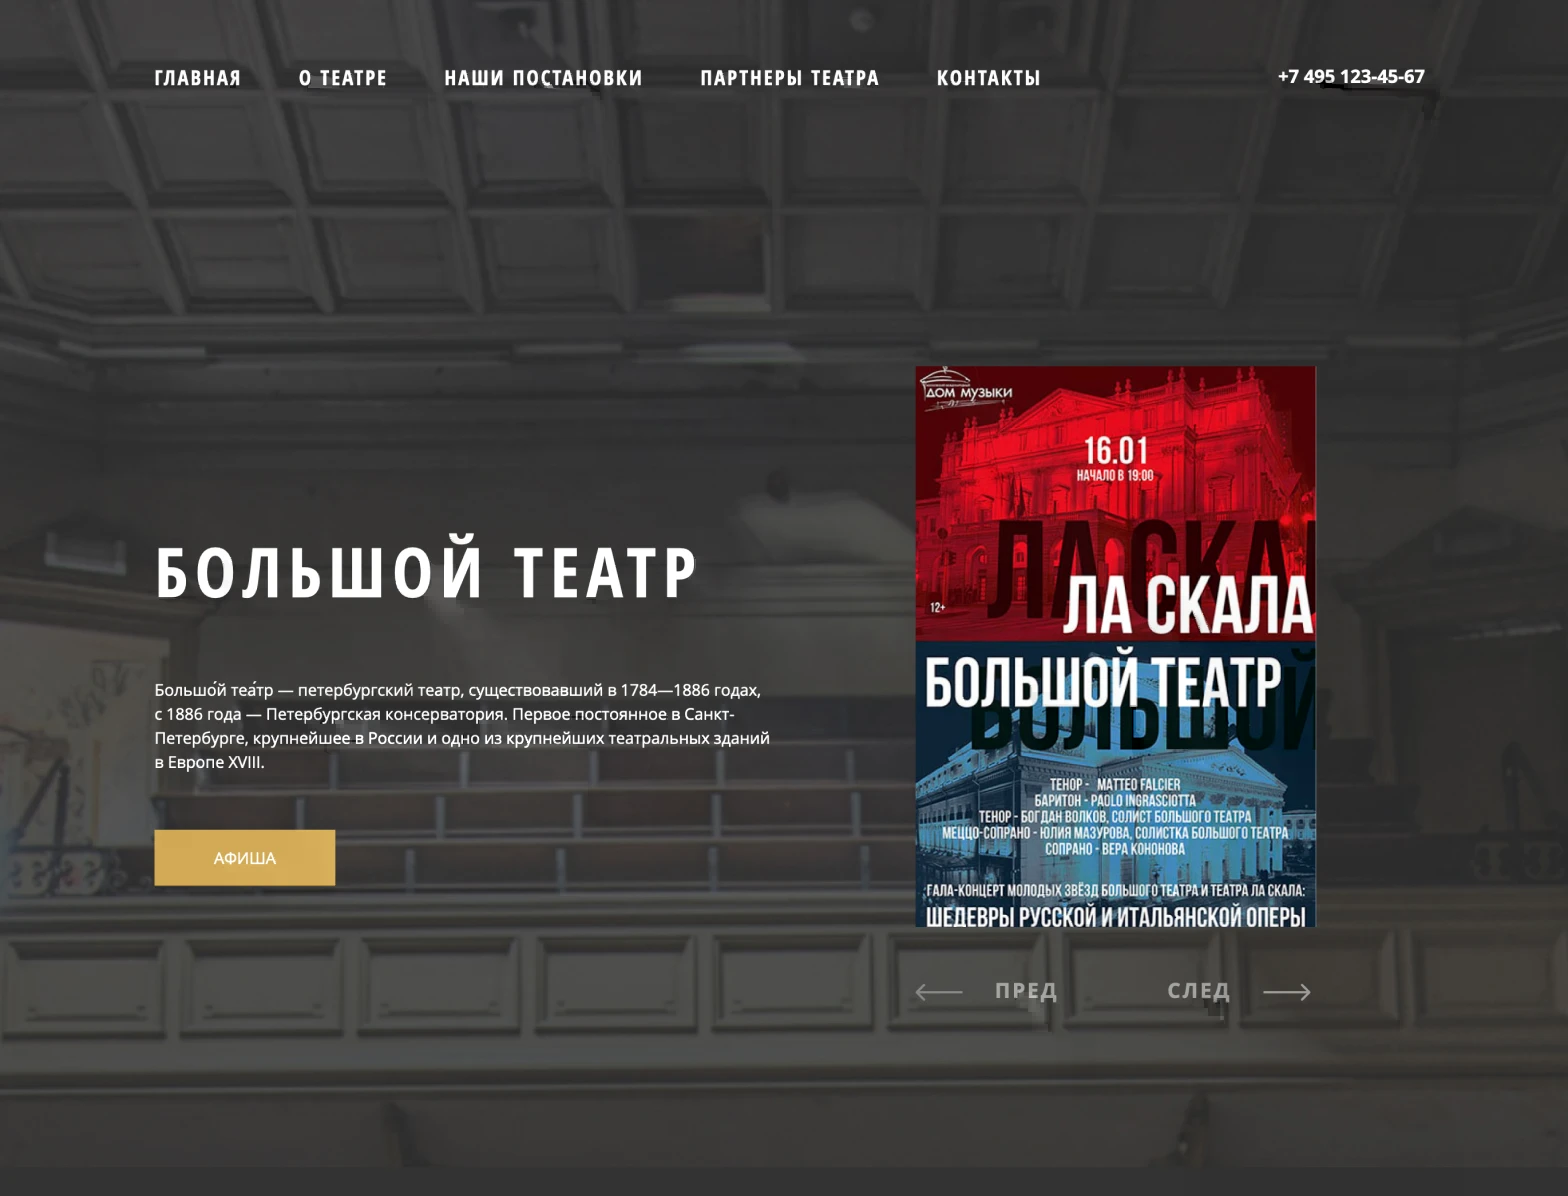 ГЛАВНАЯ
О ТЕАТРЕ
НАШИ ПОСТАНОВКИ
ПАРТНЕРЫ ТЕАТРА
КОНТАКТЫ
+7 495 123-45-67
БОЛЬШОЙ ТЕАТР
Большо́й теа́тр — петербургский театр, существовавший в 1784—1886 годах,
с 1886 года — Петербургская консерватория. Первое постоянное в Санкт-
Петербурге, крупнейшее в России и одно из крупнейших театральных зданий
в Европе XVIII.
АФИША
ДОМ МУЗЫКИ
16.01
НАЧАЛО В 19:00
ЛА СКАЛ
12+
ЛА СКАЛА
БОЛЬШОЙ ТЕАТР
БОЛЬШОЙ
ТЕНОР - MATTEO FALCIER
БАРИТОН - PAOLO INGRASCIOTTA
ТЕНОР - БОГДАН ВОЛКОВ, СОЛИСТ БОЛЬШОГО ТЕАТРА
МЕЦЦО-СОПРАНО - ЮЛИЯ МАЗУРОВА, СОЛИСТКА БОЛЬШОГО ТЕАТРА
СОПРАНО - ВЕРА КОНОНОВА
ГАЛА-КОНЦЕРТ МОЛОДЫХ ЗВЁЗД БОЛЬШОГО ТЕАТРА И ТЕАТРА ЛА СКАЛА:
ШЕДЕВРЫ РУССКОЙ И ИТАЛЬЯНСКОЙ ОПЕРЫ
ПРЕД
СЛЕД